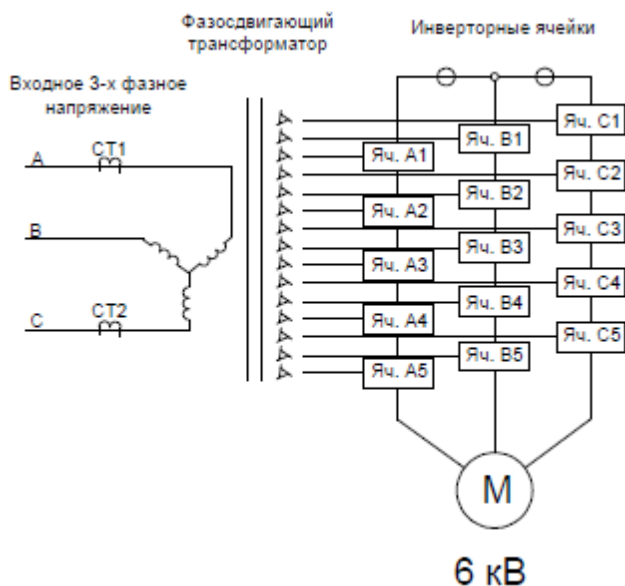 Фазосдвигающий
трансформатор
Инверторные ячейки
Входное 3-х фазное
напряжение
A
CT1
B
C
CT2
Яч. C1
Яч. B1
Яч. A1
Яч. C2
Яч. B2
Яч. A2
Яч. C3
Яч. B3
Яч. A3
Яч. C4
Яч. B4
Яч. A4
Яч. C5
Яч. B5
Яч. A5
М
6 кВ